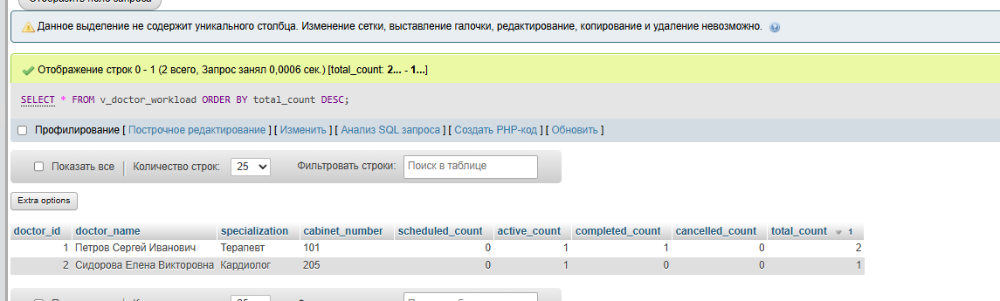 Отобразить поле запроса
Данное выделение не содержит уникального столбца. Изменение сетки, выставление галочки, редактирование, копирование и удаление невозможно.
Отображение строк 0 - 1 (2 всего, Запрос занял 0,0006 сек.) [total_count: 2... - 1...]
SELECT * FROM v_doctor_workload ORDER BY total_count DESC;
Профилирование [ Построчное редактирование ] [ Изменить ] [ Анализ SQL запроса ] [ Создать PHP-код ] [ Обновить ]
Показать все Количество строк: 25 Фильтровать строки: Поиск в таблице
Extra options
doctor_id doctor_name specialization cabinet_number scheduled_count active_count completed_count cancelled_count total_count 1
1 Петров Сергей Иванович Терапевт 101 0 1 1 0 2
2 Сидорова Елена Викторовна Кардиолог 205 0 1 0 0 1